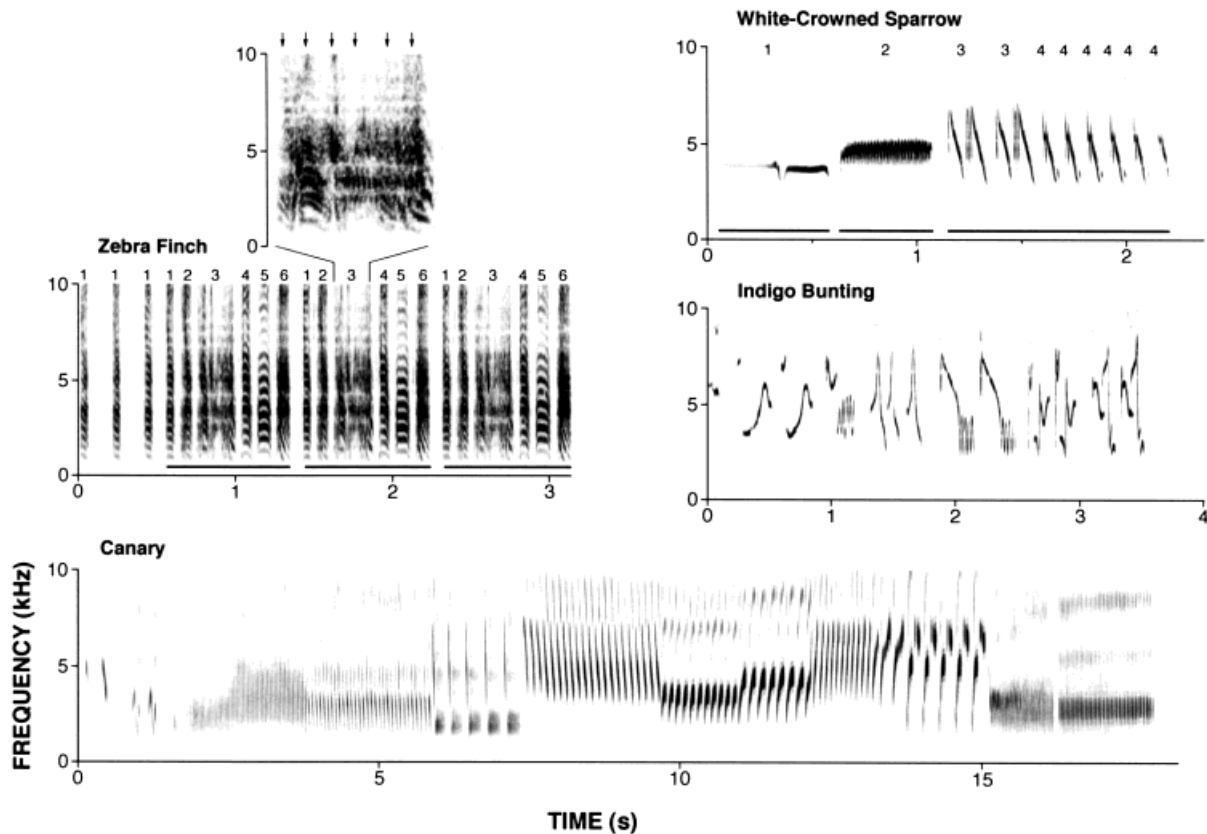 White-Crowned Sparrow
10
1 2 3 3 4 4 4 4 4 4
5
0
0 1 2
10
5
0
Zebra Finch
10
1 1 1 1 2 3 4 5 6 1 2 3 4 5 6 1 2 3 4 5 6
5
0
0 1 2 3
Indigo Bunting
10
5
0
0 1 2 3 4
Canary
10
5
0
0 5 10 15
FREQUENCY (kHz)
TIME (s)